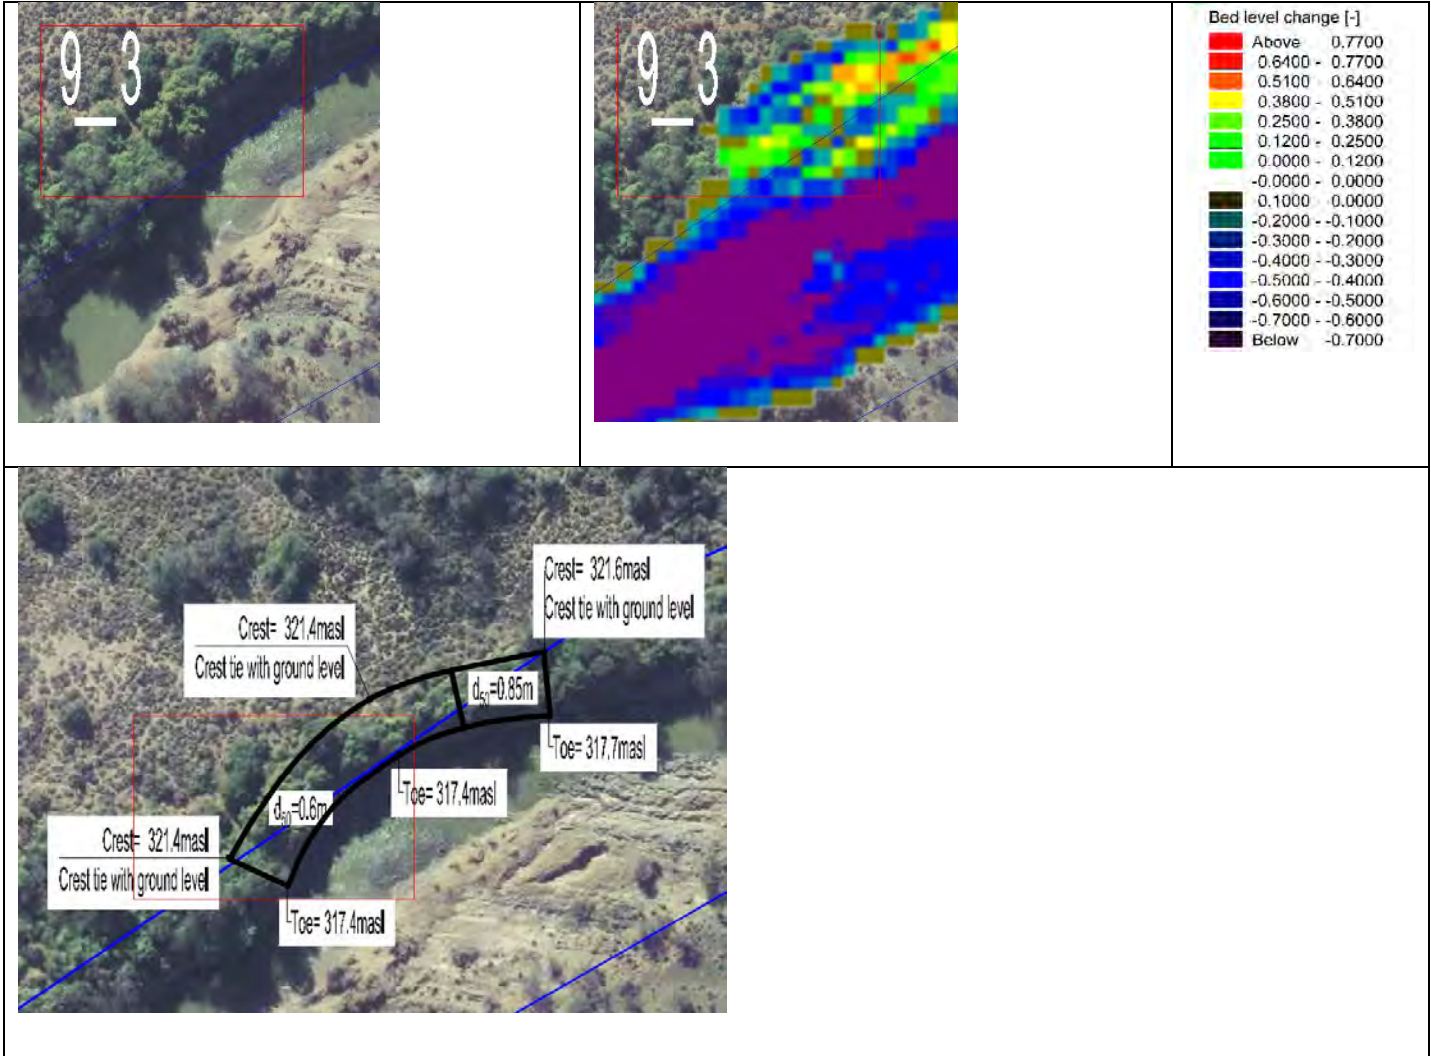 9_3
9_3
Bed level change [-]
Above 0.7700
0.6400 - 0.7700
0.5100 - 0.6400
0.3800 - 0.5100
0.2500 - 0.3800
0.1200 - 0.2500
0.0000 - 0.1200
-0.0000 - 0.0000
0.1000 0.0000
-0.2000 - -0.1000
-0.3000 - -0.2000
-0.4000 - -0.3000
-0.5000 - -0.4000
-0.6000 - -0.5000
-0.7000 - -0.6000
Below -0.7000
Crest= 321.6masl
Crest tie with ground level
Crest= 321.4masl
Crest tie with ground level
d50=0.85m
Toe= 317.7masl
Toe= 317.4masl
d50=0.6m
Crest= 321.4masl
Crest tie with ground level
Toe= 317.4masl